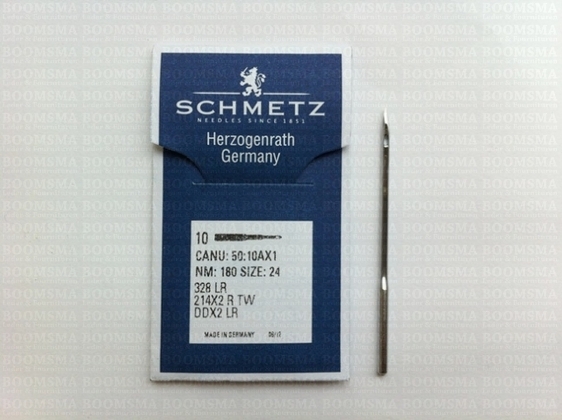 SCHMETZ
NEEDLES SINCE 1851
Herzogenrath
Germany
10
CANU: 50:10AX1
NM: 180 SIZE: 24
328 LR
214X2 R TW
DDX2 LR
MADE IN GERMANY
BOOMSMA